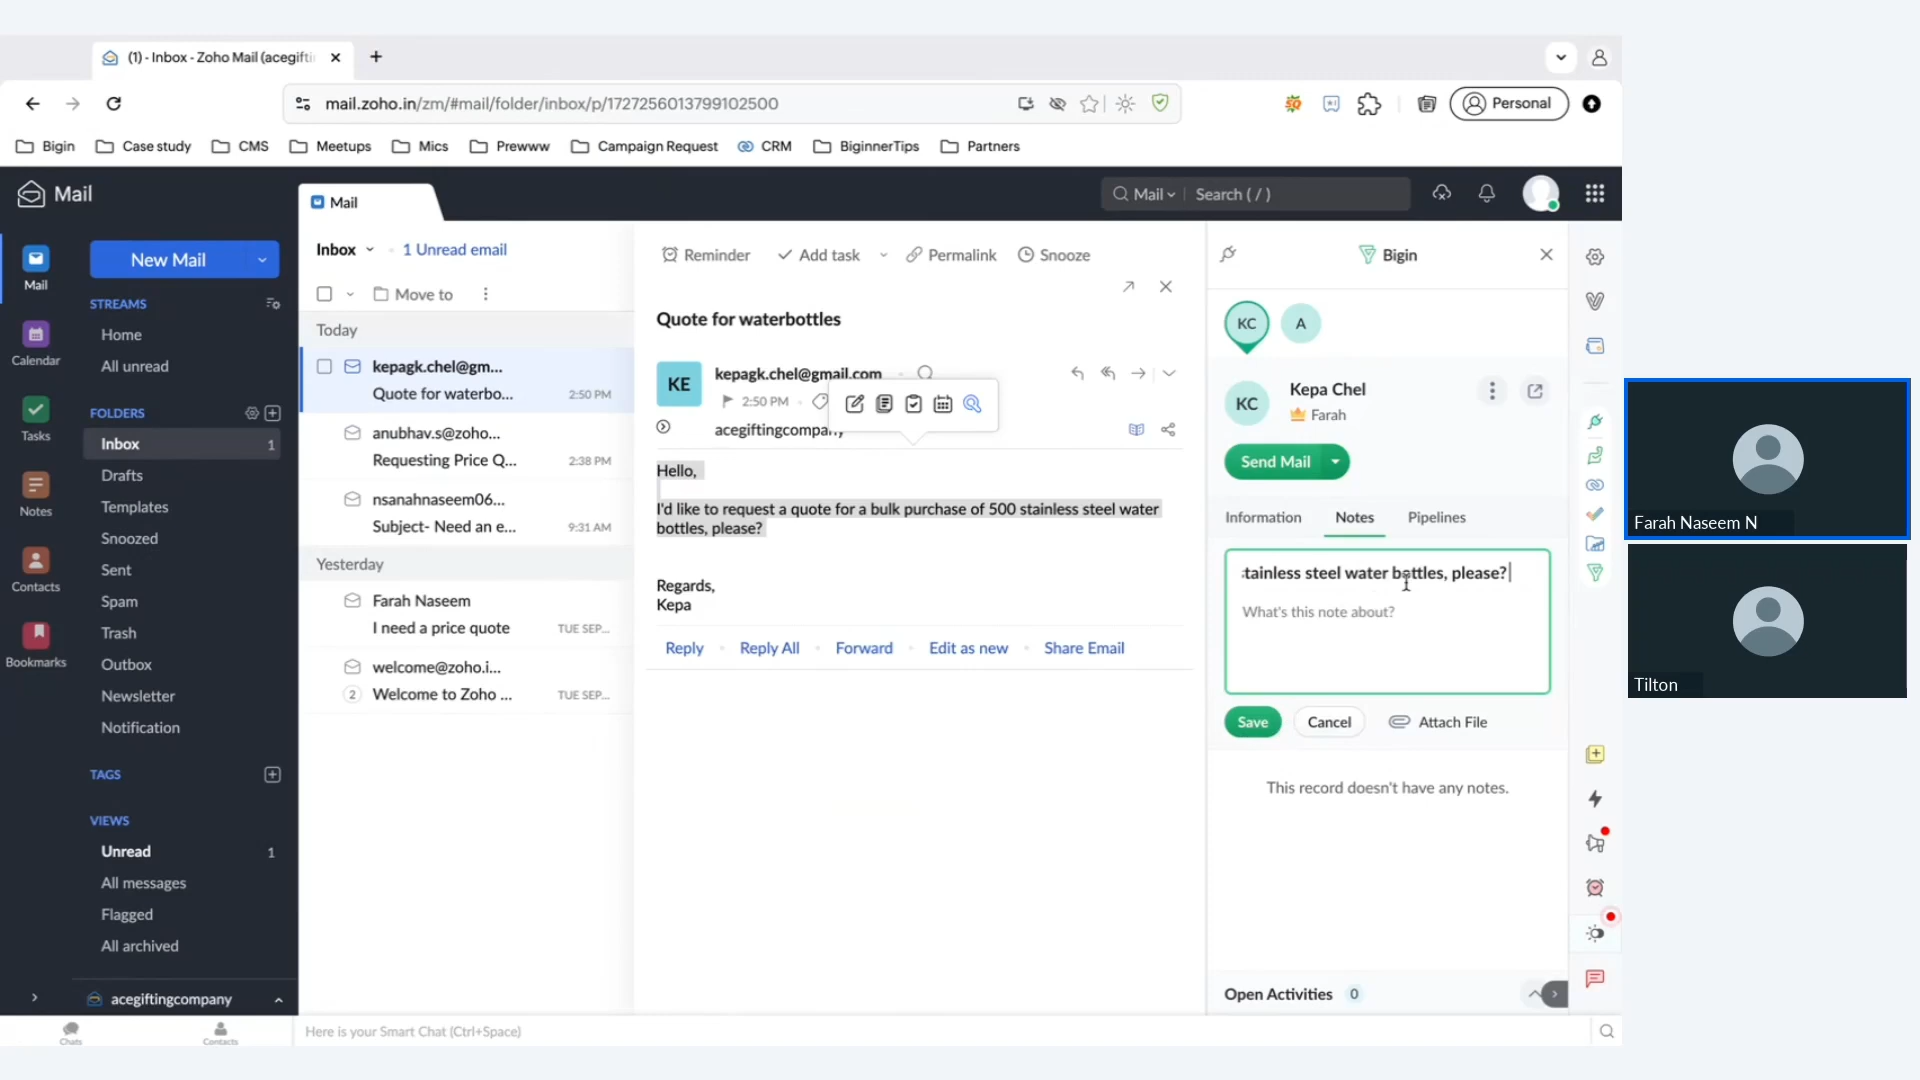 (1) - Inbox - Zoho Mail (acegifti
mail.zoho.in/zm/#mail/folder/inbox/p/1727256013799102500
Personal
Bigin
Case study
CMS
Meetups
Mics
Prewww
Campaign Request
CRM
BiginnerTips
Partners
Mail
Mail
Mail
Search ( / )
Mail
Calendar
Tasks
Notes
Contacts
Bookmarks
New Mail
STREAMS
Home
All unread
FOLDERS
Inbox 1
Drafts
Templates
Snoozed
Sent
Spam
Trash
Outbox
Newsletter
Notification
TAGS
VIEWS
Unread 1
All messages
Flagged
All archived
acegiftingcompany
Inbox
1 Unread email
Move to
Today
kepagk.chel@gm...
Quote for waterbo... 2:50 PM
anubhav.s@zoho...
Requesting Price Q... 2:38 PM
nsanahnaseem06...
Subject- Need an e... 9:31 AM
Yesterday
Farah Naseem
I need a price quote TUE SEP...
welcome@zoho.i...
2 Welcome to Zoho ... TUE SEP...
Reminder
Add task
Permalink
Snooze
Quote for waterbottles
KE
kepagk.chel@gmail.com
2:50 PM
acegiftingcompany
Hello,
I'd like to request a quote for a bulk purchase of 500 stainless steel water
bottles, please?
Regards,
Kepa
Reply
Reply All
Forward
Edit as new
Share Email
Bigin
KC
A
KC
Kepa Chel
Farah
Send Mail
Information
Notes
Pipelines
tainless steel water bottles, please?
What's this note about?
Save
Cancel
Attach File
This record doesn't have any notes.
Open Activities 0
Chats
Contacts
Here is your Smart Chat (Ctrl+Space)
Farah Naseem N
Tilton